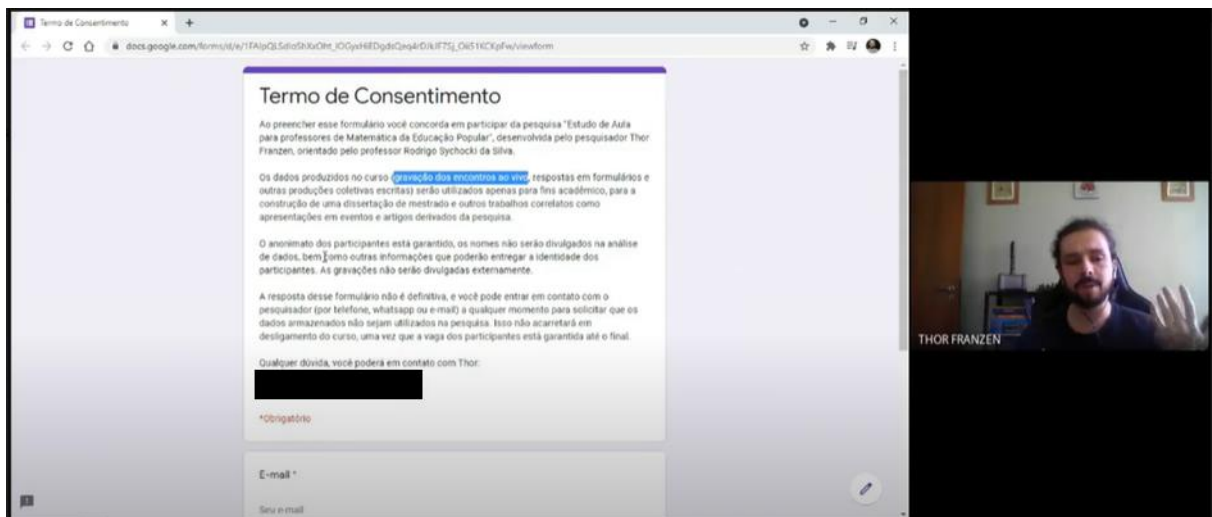 Termo de Consentimento
Termo de Consentimento
Ao preencher esse formulário você concorda em participar da pesquisa "Estudo de Aula
para professores de Matemática da Educação Popular", desenvolvida pelo pesquisador Thor
Franzen, orientado pelo professor Rodrigo Sychocki da Silva.
Os dados produzidos no curso (gravação dos encontros ao vivo, respostas em formulários e
outras produções coletivas escritas) serão utilizados apenas para fins acadêmico, para a
construção de uma dissertação de mestrado e outros trabalhos correlatos como
apresentações em eventos e artigos derivados da pesquisa.
O anonimato dos participantes está garantido, os nomes não serão divulgados na análise
de dados, bem como outras informações que poderão entregar a identidade dos
participantes. As gravações não serão divulgadas externamente.
A resposta desse formulário não é definitiva, e você pode entrar em contato com o
pesquisador (por telefone, whatsapp ou e-mail) a qualquer momento para solicitar que os
dados armazenados não sejam utilizados na pesquisa. Isso não acarretará em
desligamento do curso, uma vez que a vaga dos participantes está garantida até o final.
Qualquer dúvida, você poderá em contato com Thor:
*Obrigatório
E-mail *
Seu e-mail
THOR FRANZEN